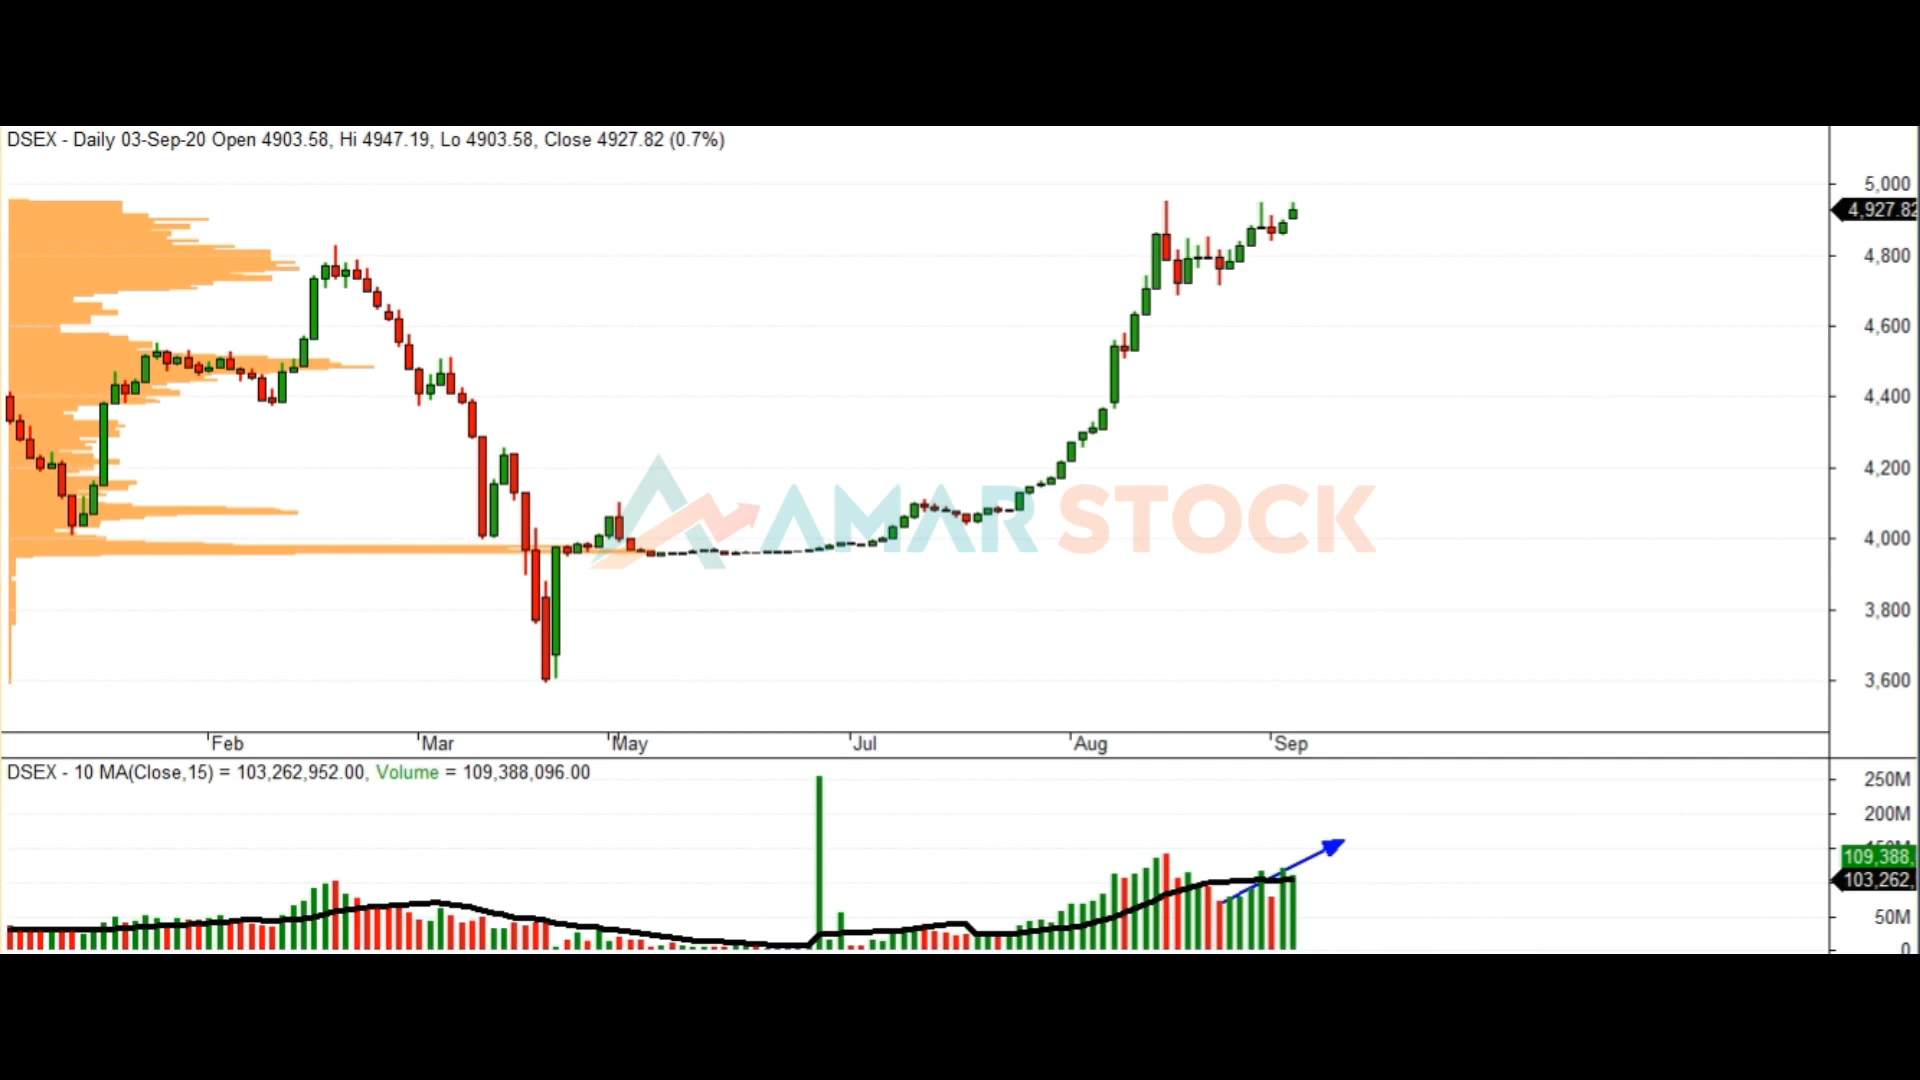 DSEX - Daily 03-Sep-20 Open 4903.58, Hi 4947.19, Lo 4903.58, Close 4927.82 (0.7%)
5,000
4,927.82
4,800
4,600
4,400
4,200
AMAR STOCK
4,000
3,800
3,600
Feb Mar May Jul Aug Sep
DSEX - 10 MA(Close,15) = 103,262,952.00, Volume = 109,388,096.00
250M
200M
109,388,
103,262,
50M
0